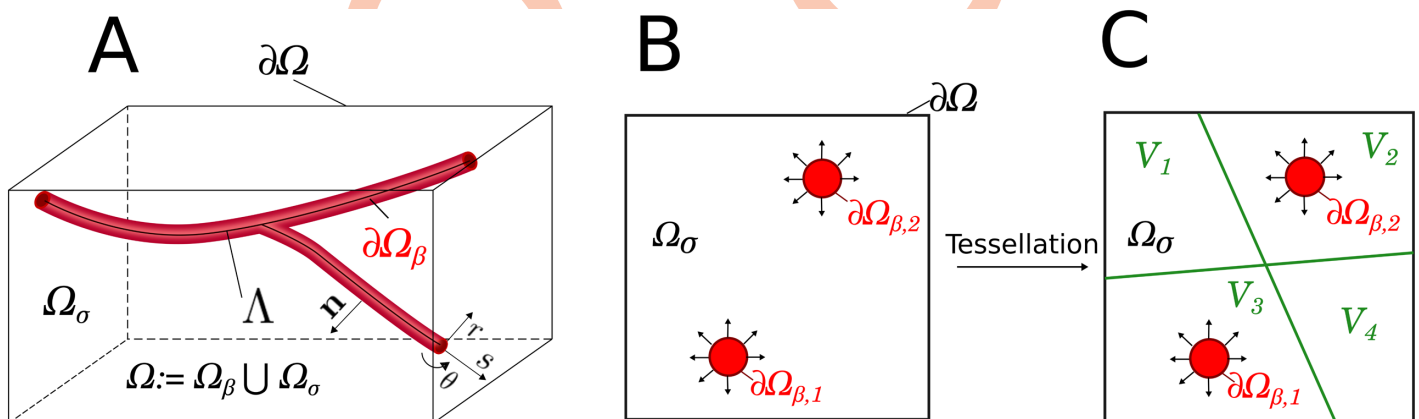 A
∂Ω
∂Ω_β
Ω_σ
Λ
n
r
s
θ
Ω:= Ω_β ⋃ Ω_σ
B
∂Ω
∂Ω_β,2
Ω_σ
∂Ω_β,1
Tessellation
C
V_1
V_2
∂Ω_β,2
Ω_σ
V_3
V_4
∂Ω_β,1